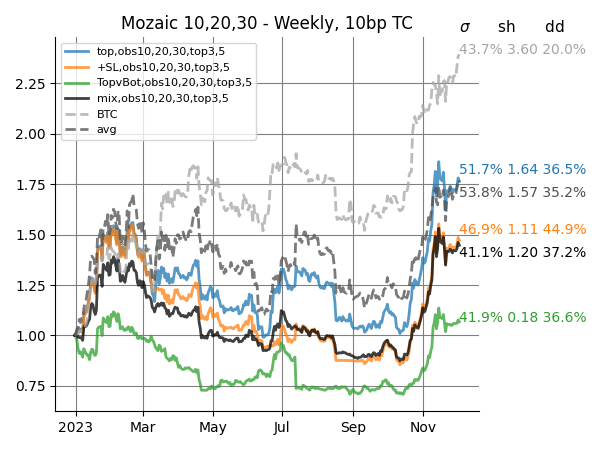 Mozaic 10,20,30 - Weekly, 10bp TC
σ sh dd
top,obs10,20,30,top3,5
+SL,obs10,20,30,top3,5
TopvBot,obs10,20,30,top3,5
mix,obs10,20,30,top3,5
BTC
avg
43.7% 3.60 20.0%
51.7% 1.64 36.5%
53.8% 1.57 35.2%
46.9% 1.11 44.9%
41.1% 1.20 37.2%
41.9% 0.18 36.6%
2.25
2.00
1.75
1.50
1.25
1.00
0.75
2023 Mar May Jul Sep Nov